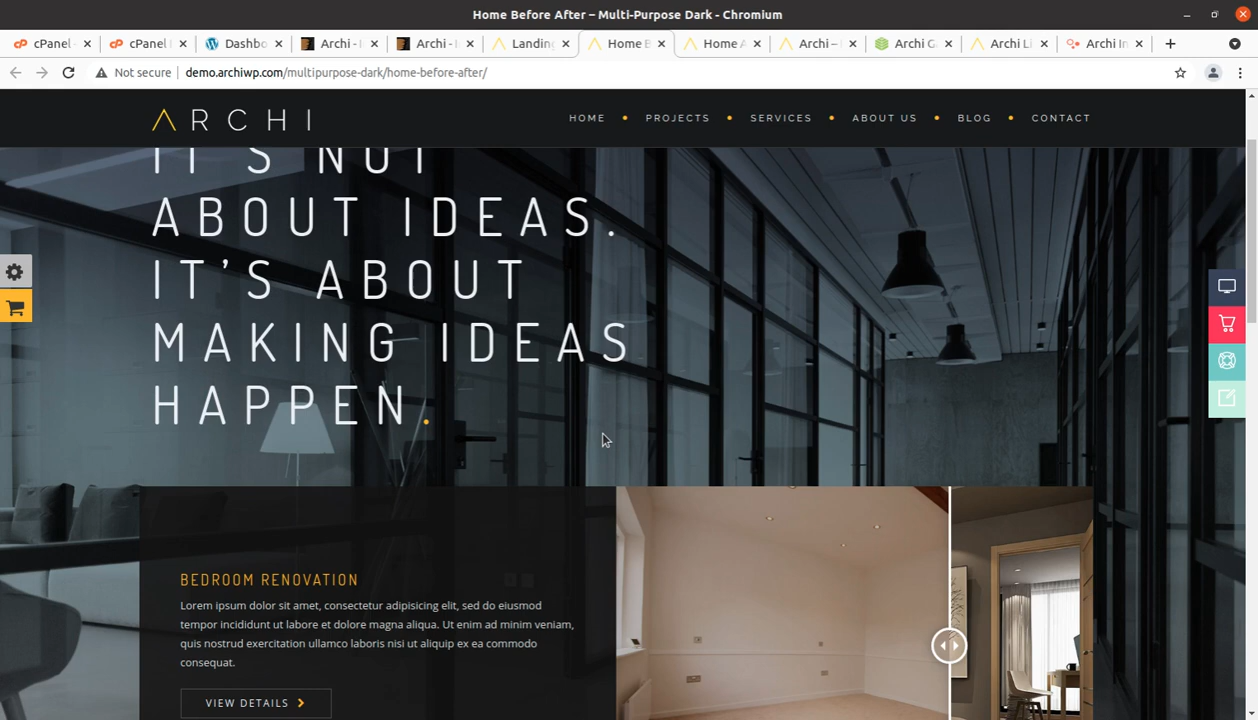 Home Before After – Multi-Purpose Dark - Chromium
cPanel
cPanel
Dashbo
Archi -
Archi -
Landing
Home B
Home A
Archi –
Archi G
Archi Li
Archi In
Not secure
demo.archiwp.com/multipurpose-dark/home-before-after/
ARCHI
HOME
PROJECTS
SERVICES
ABOUT US
BLOG
CONTACT
IT'S NOT
ABOUT IDEAS.
IT’S ABOUT
MAKING IDEAS
HAPPEN.
BEDROOM RENOVATION
Lorem ipsum dolor sit amet, consectetur adipisicing elit, sed do eiusmod
tempor incididunt ut labore et dolore magna aliqua. Ut enim ad minim veniam,
quis nostrud exercitation ullamco laboris nisi ut aliquip ex ea commodo
consequat.
VIEW DETAILS